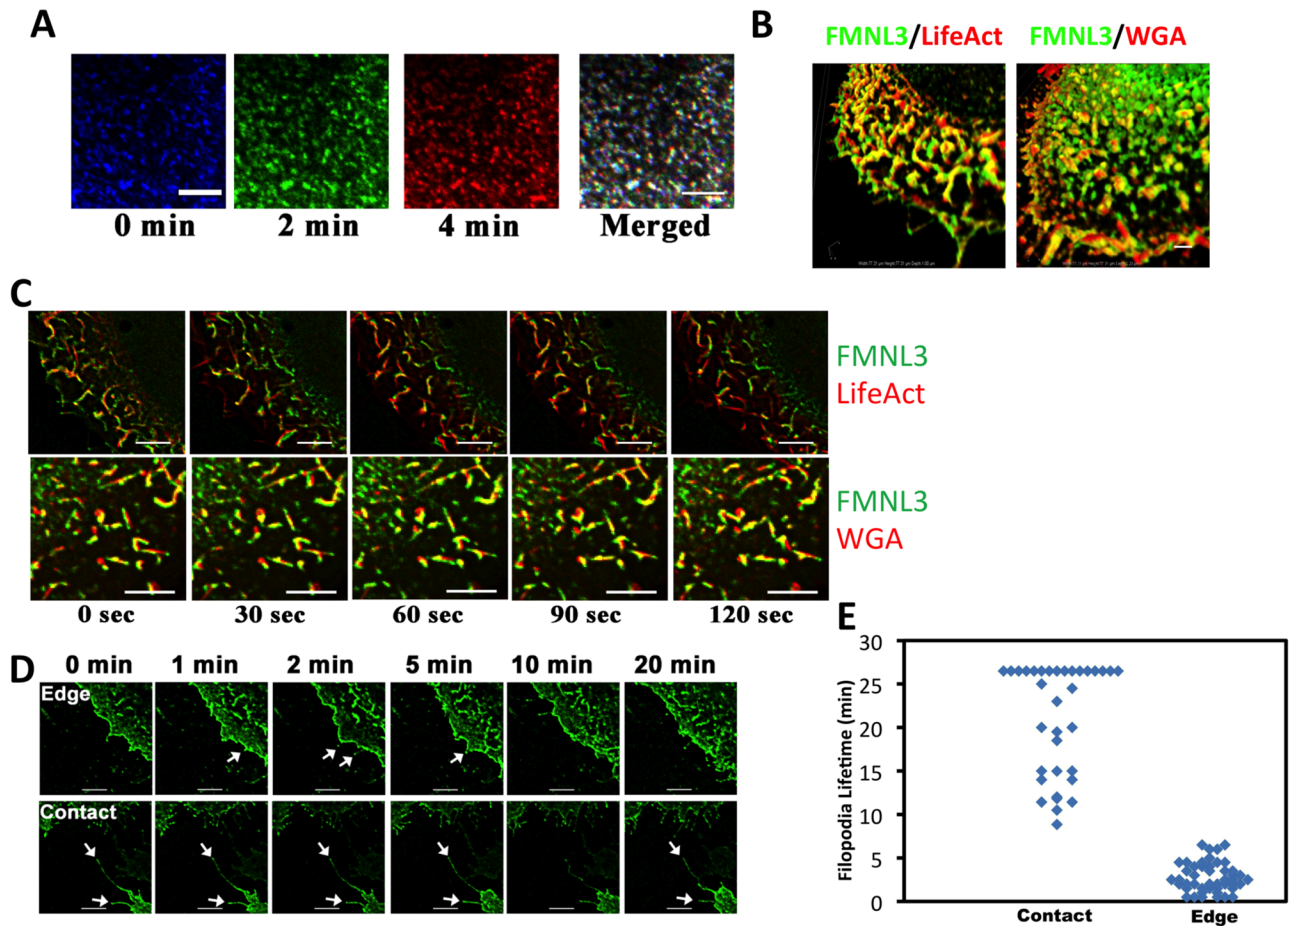 A
0 min
2 min
4 min
Merged
B
FMNL3/LifeAct
FMNL3/WGA
C
FMNL3
LifeAct
FMNL3
WGA
0 sec
30 sec
60 sec
90 sec
120 sec
D
0 min
1 min
2 min
5 min
10 min
20 min
Edge
Contact
E
Filopodia Lifetime (min)
30
25
20
15
10
5
0
Contact
Edge